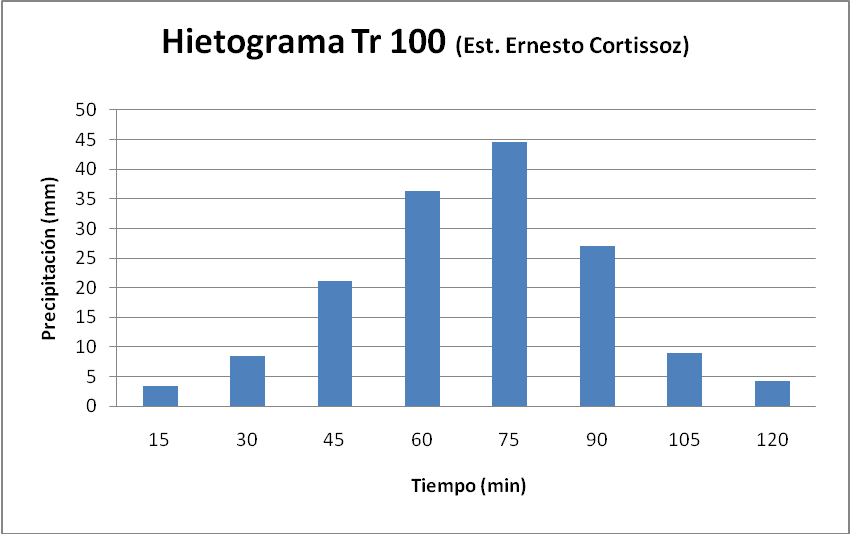 Hietograma Tr 100 (Est. Ernesto Cortissoz)
50
45
40
35
30
25
20
15
10
5
0
Precipitación (mm)
15 30 45 60 75 90 105 120
Tiempo (min)